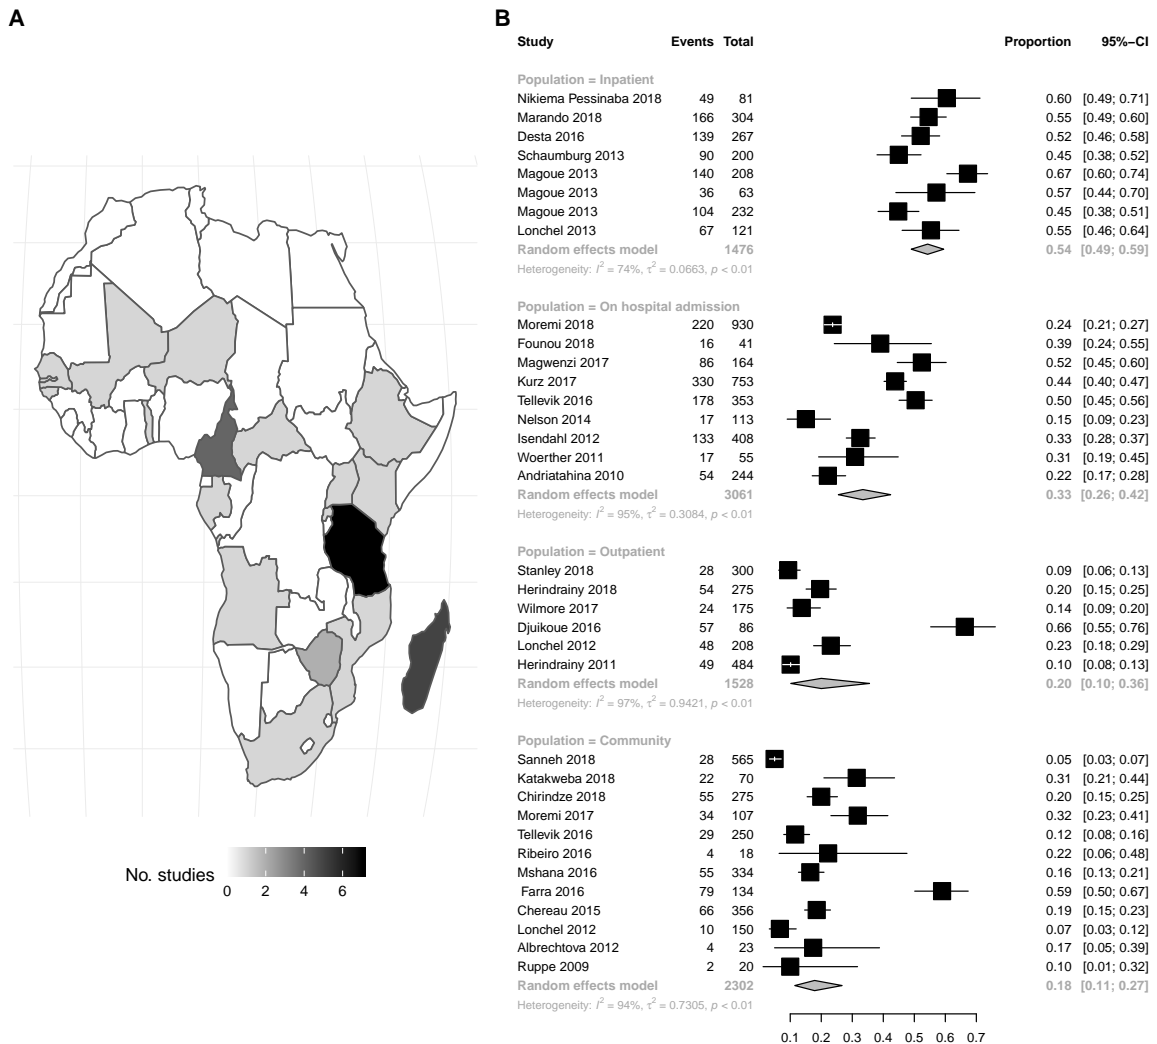 A
No. studies
0 2 4 6
B
Study Events Total Proportion 95%−CI
Population = Inpatient
Nikiema Pessinaba 2018 49 81 0.60 [0.49; 0.71]
Marando 2018 166 304 0.55 [0.49; 0.60]
Desta 2016 139 267 0.52 [0.46; 0.58]
Schaumburg 2013 90 200 0.45 [0.38; 0.52]
Magoue 2013 140 208 0.67 [0.60; 0.74]
Magoue 2013 36 63 0.57 [0.44; 0.70]
Magoue 2013 104 232 0.45 [0.38; 0.51]
Lonchel 2013 67 121 0.55 [0.46; 0.64]
Random effects model 1476 0.54 [0.49; 0.59]
Heterogeneity: I² = 74%, τ² = 0.0663, p < 0.01
Population = On hospital admission
Moremi 2018 220 930 0.24 [0.21; 0.27]
Founou 2018 16 41 0.39 [0.24; 0.55]
Magwenzi 2017 86 164 0.52 [0.45; 0.60]
Kurz 2017 330 753 0.44 [0.40; 0.47]
Tellevik 2016 178 353 0.50 [0.45; 0.56]
Nelson 2014 17 113 0.15 [0.09; 0.23]
Isendahl 2012 133 408 0.33 [0.28; 0.37]
Woerther 2011 17 55 0.31 [0.19; 0.45]
Andriatahina 2010 54 244 0.22 [0.17; 0.28]
Random effects model 3061 0.33 [0.26; 0.42]
Heterogeneity: I² = 95%, τ² = 0.3084, p < 0.01
Population = Outpatient
Stanley 2018 28 300 0.09 [0.06; 0.13]
Herindrainy 2018 54 275 0.20 [0.15; 0.25]
Wilmore 2017 24 175 0.14 [0.09; 0.20]
Djuikoue 2016 57 86 0.66 [0.55; 0.76]
Lonchel 2012 48 208 0.23 [0.18; 0.29]
Herindrainy 2011 49 484 0.10 [0.08; 0.13]
Random effects model 1528 0.20 [0.10; 0.36]
Heterogeneity: I² = 97%, τ² = 0.9421, p < 0.01
Population = Community
Sanneh 2018 28 565 0.05 [0.03; 0.07]
Katakweba 2018 22 70 0.31 [0.21; 0.44]
Chirindze 2018 55 275 0.20 [0.15; 0.25]
Moremi 2017 34 107 0.32 [0.23; 0.41]
Tellevik 2016 29 250 0.12 [0.08; 0.16]
Ribeiro 2016 4 18 0.22 [0.06; 0.48]
Mshana 2016 55 334 0.16 [0.13; 0.21]
Farra 2016 79 134 0.59 [0.50; 0.67]
Chereau 2015 66 356 0.19 [0.15; 0.23]
Lonchel 2012 10 150 0.07 [0.03; 0.12]
Albrechtova 2012 4 23 0.17 [0.05; 0.39]
Ruppe 2009 2 20 0.10 [0.01; 0.32]
Random effects model 2302 0.18 [0.11; 0.27]
Heterogeneity: I² = 94%, τ² = 0.7305, p < 0.01
0.1 0.2 0.3 0.4 0.5 0.6 0.7